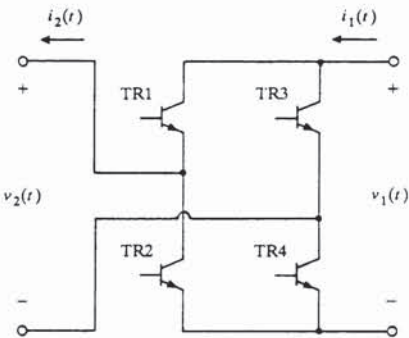 i₂(t) i₁(t)
+ +
TR1 TR3
v₂(t) v₁(t)
TR2 TR4
− −